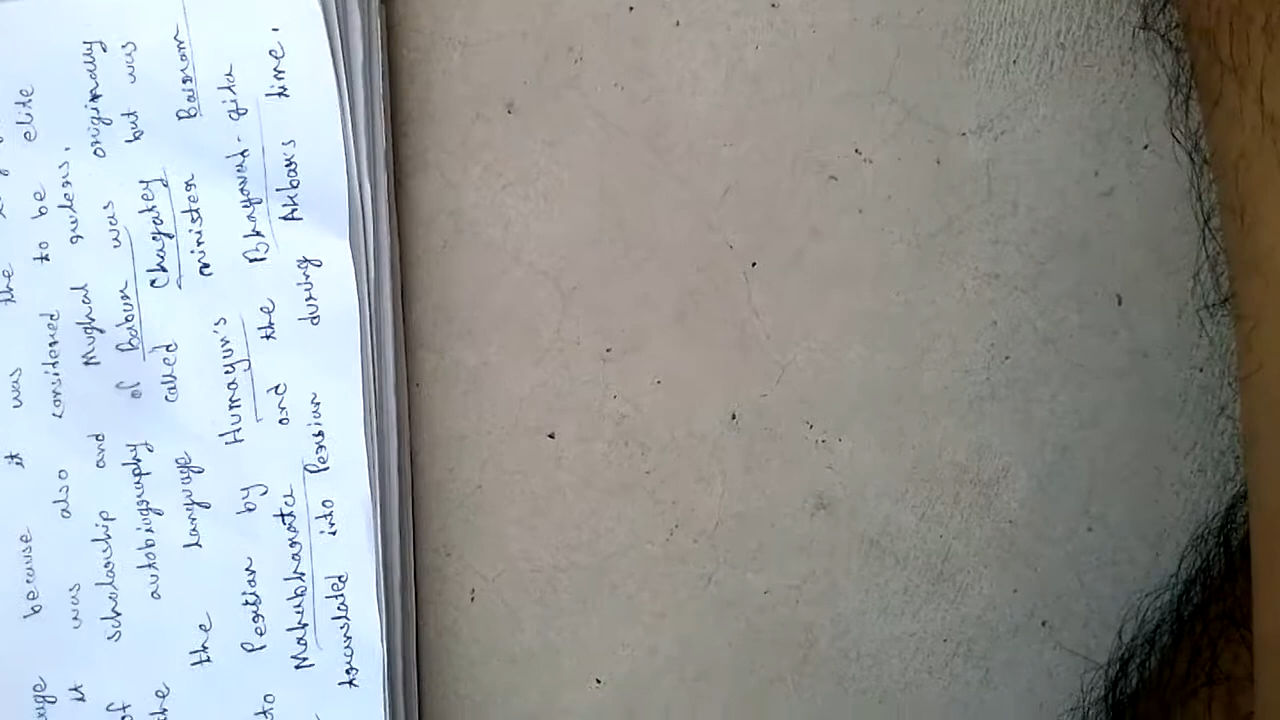 because it was the
it was also considered to be elite
of scholarship and Mughal rulers.
the autobiography of Babur was originally
the language called Chagatey but was
to Persian by Humayun's minister Bairam
Mahabharata and the Bhagavad-gita
translated into Persian during Akbar's time.